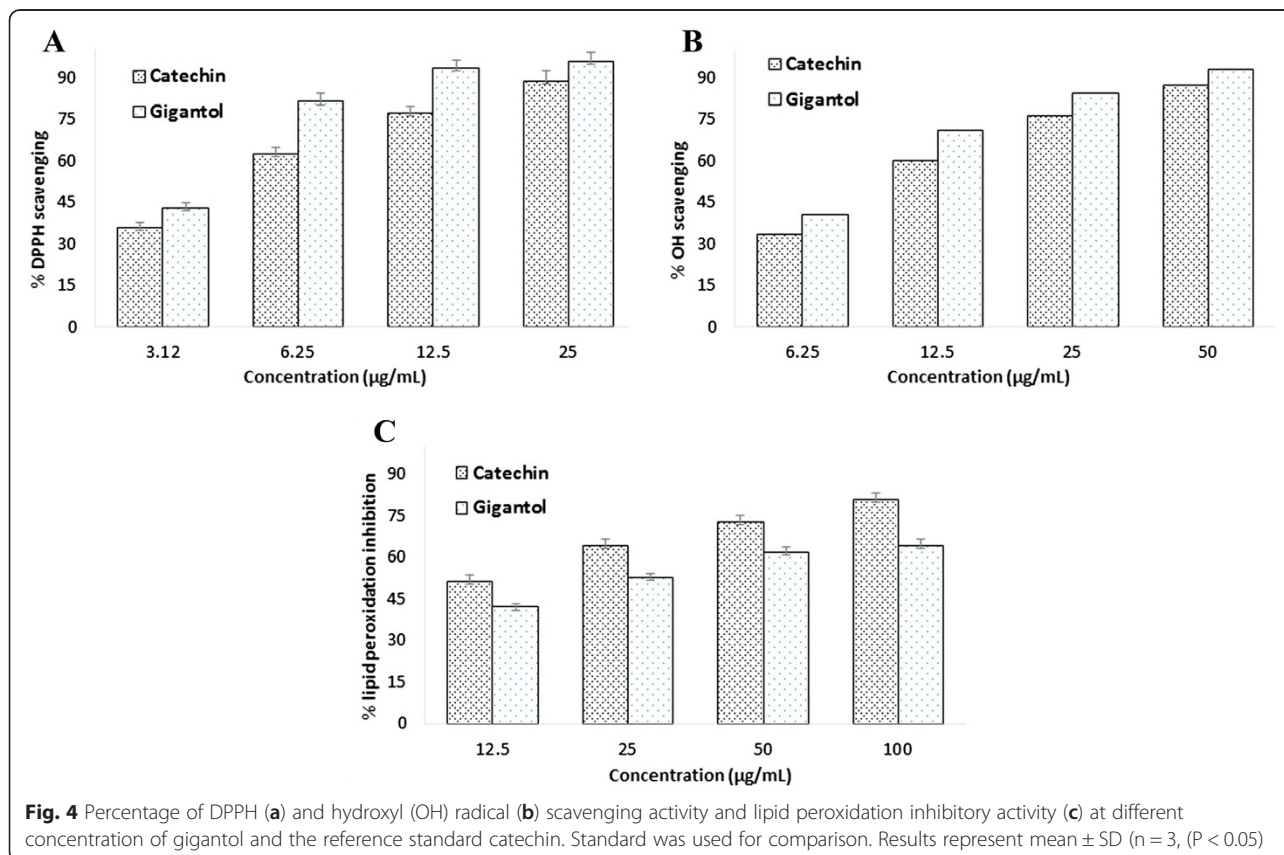 A
% DPPH scavenging
90
75
60
45
30
15
0
Catechin
Gigantol
3.12 6.25 12.5 25
Concentration (µg/mL)
B
% OH scavenging
90
75
60
45
30
15
0
Catechin
Gigantol
6.25 12.5 25 50
Concentration (µg/mL)
C
% lipid peroxidation inhibition
90
75
60
45
30
15
0
Catechin
Gigantol
12.5 25 50 100
Concentration (µg/mL)
Fig. 4 Percentage of DPPH (a) and hydroxyl (OH) radical (b) scavenging activity and lipid peroxidation inhibitory activity (c) at different
concentration of gigantol and the reference standard catechin. Standard was used for comparison. Results represent mean ± SD (n = 3, (P < 0.05)